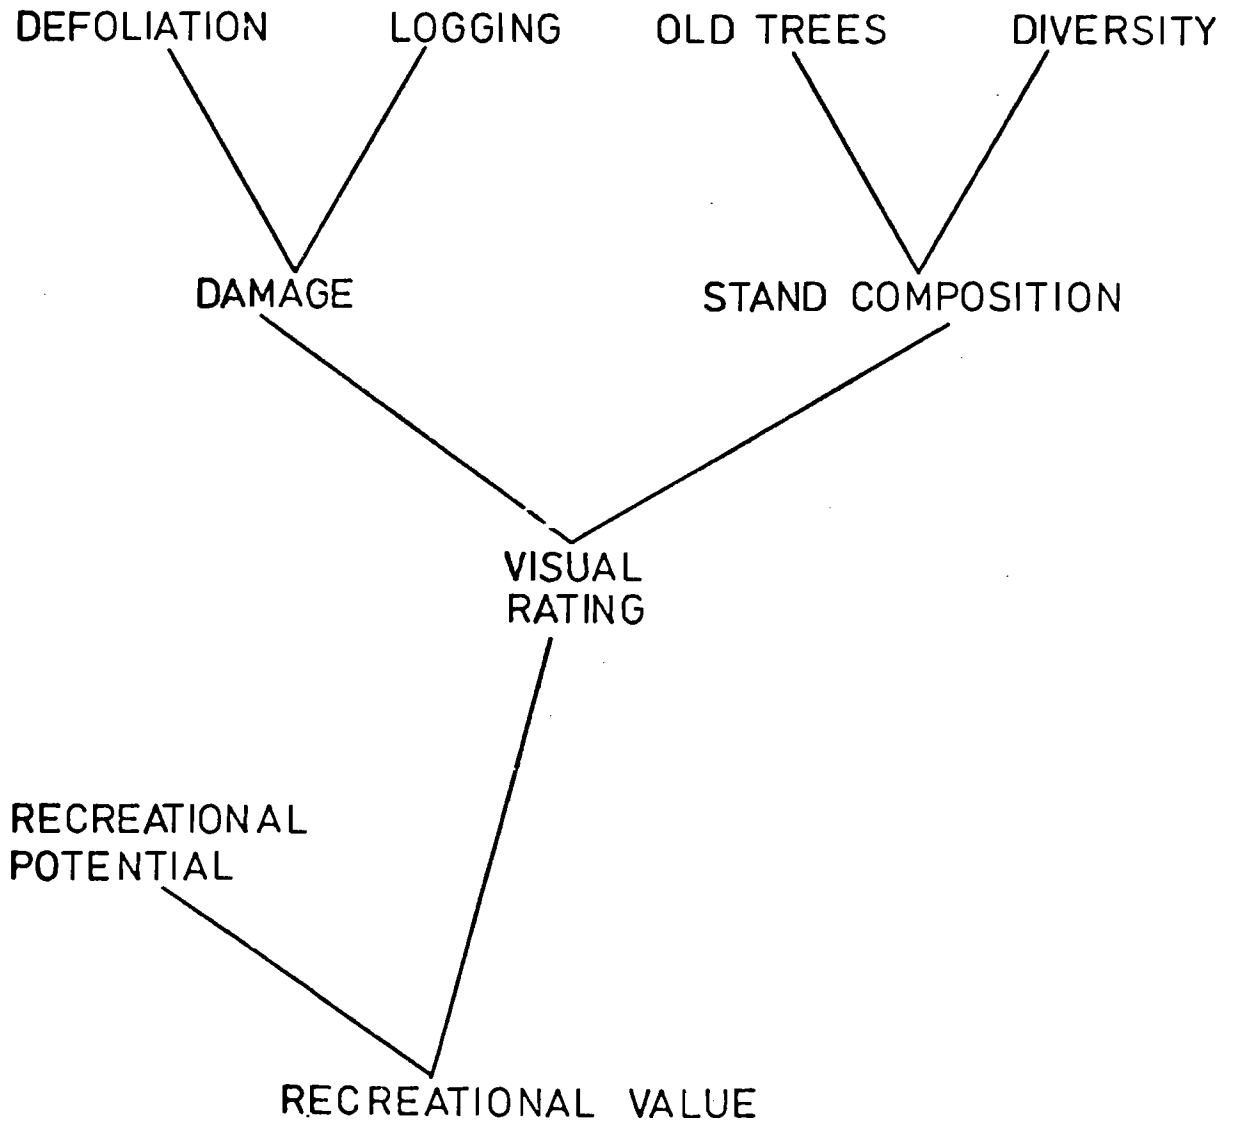 DEFOLIATION LOGGING OLD TREES DIVERSITY
DAMAGE STAND COMPOSITION
VISUAL
RATING
RECREATIONAL
POTENTIAL
RECREATIONAL VALUE